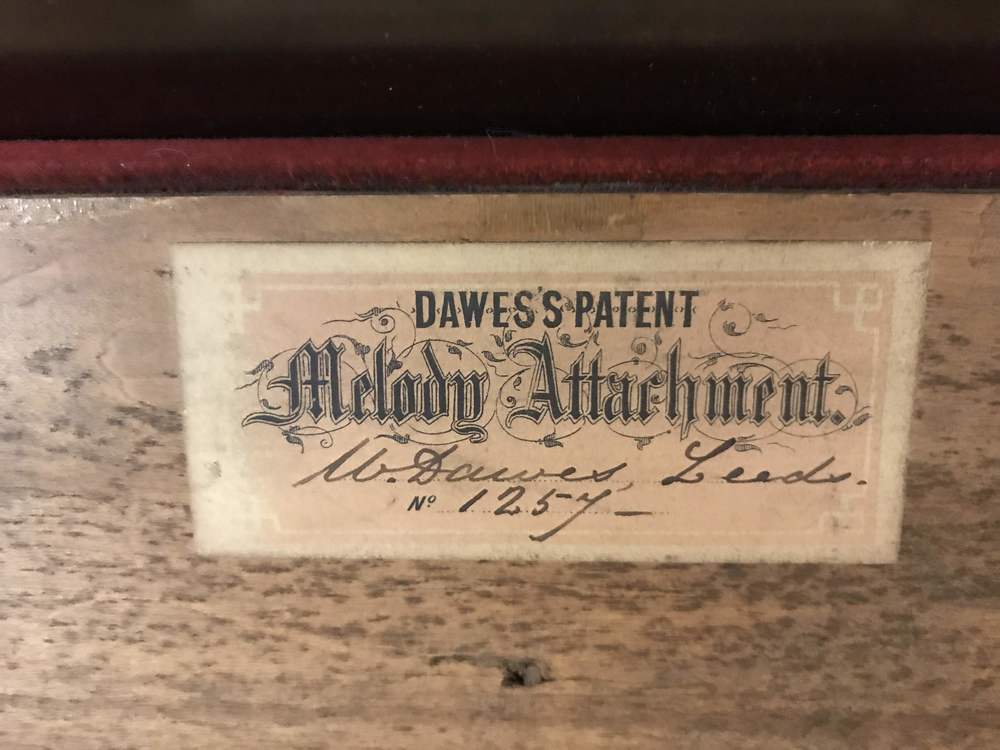 DAWES'S PATENT
Melody Attachment.
W. Dawes, Leeds.
Nº 1257